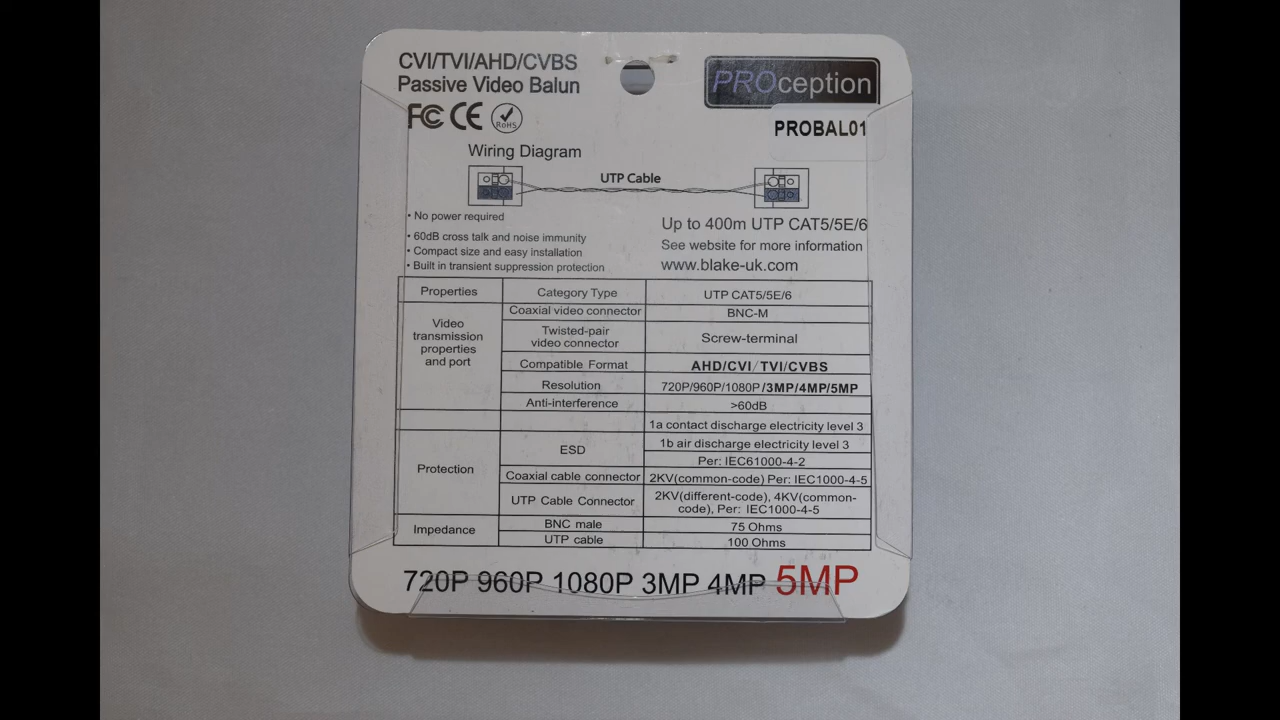 CVI/TVI/AHD/CVBS
Passive Video Balun
FC CE RoHS
PROception
PROBAL01
Wiring Diagram
UTP Cable
• No power required
• 60dB cross talk and noise immunity
• Compact size and easy installation
• Built in transient suppression protection
Up to 400m UTP CAT5/5E/6
See website for more information
www.blake-uk.com
Properties Category Type UTP CAT5/5E/6
Video transmission properties and port
Coaxial video connector BNC-M
Twisted-pair video connector Screw-terminal
Compatible Format AHD/CVI/TVI/CVBS
Resolution 720P/960P/1080P/3MP/4MP/5MP
Anti-interference >60dB
Protection
ESD
1a contact discharge electricity level 3
1b air discharge electricity level 3
Per: IEC61000-4-2
Coaxial cable connector 2KV(common-code) Per: IEC1000-4-5
UTP Cable Connector 2KV(different-code), 4KV(common-
code), Per: IEC1000-4-5
Impedance
BNC male 75 Ohms
UTP cable 100 Ohms
720P 960P 1080P 3MP 4MP 5MP